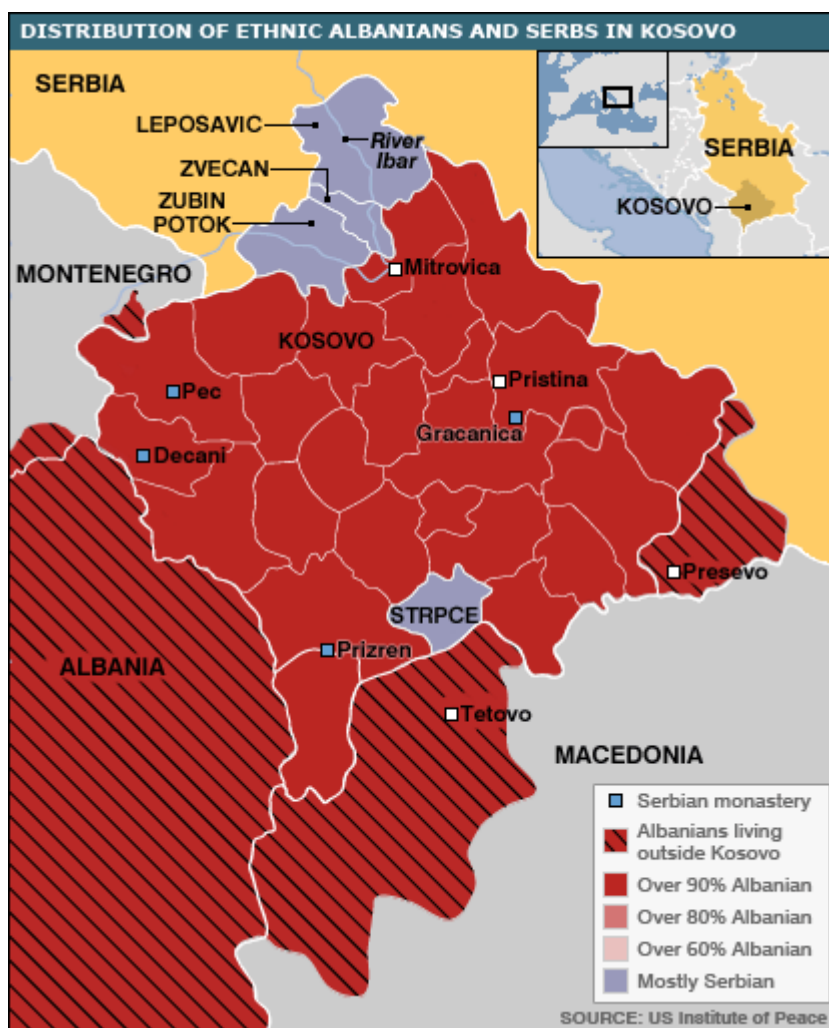 DISTRIBUTION OF ETHNIC ALBANIANS AND SERBS IN KOSOVO
SERBIA
LEPOSAVIC
River
Ibar
ZVECAN
ZUBIN
POTOK
SERBIA
KOSOVO
MONTENEGRO
Mitrovica
KOSOVO
Pec
Pristina
Gracanica
Decani
Presevo
STRPCE
Prizren
ALBANIA
Tetovo
MACEDONIA
Serbian monastery
Albanians living
outside Kosovo
Over 90% Albanian
Over 80% Albanian
Over 60% Albanian
Mostly Serbian
SOURCE: US Institute of Peace